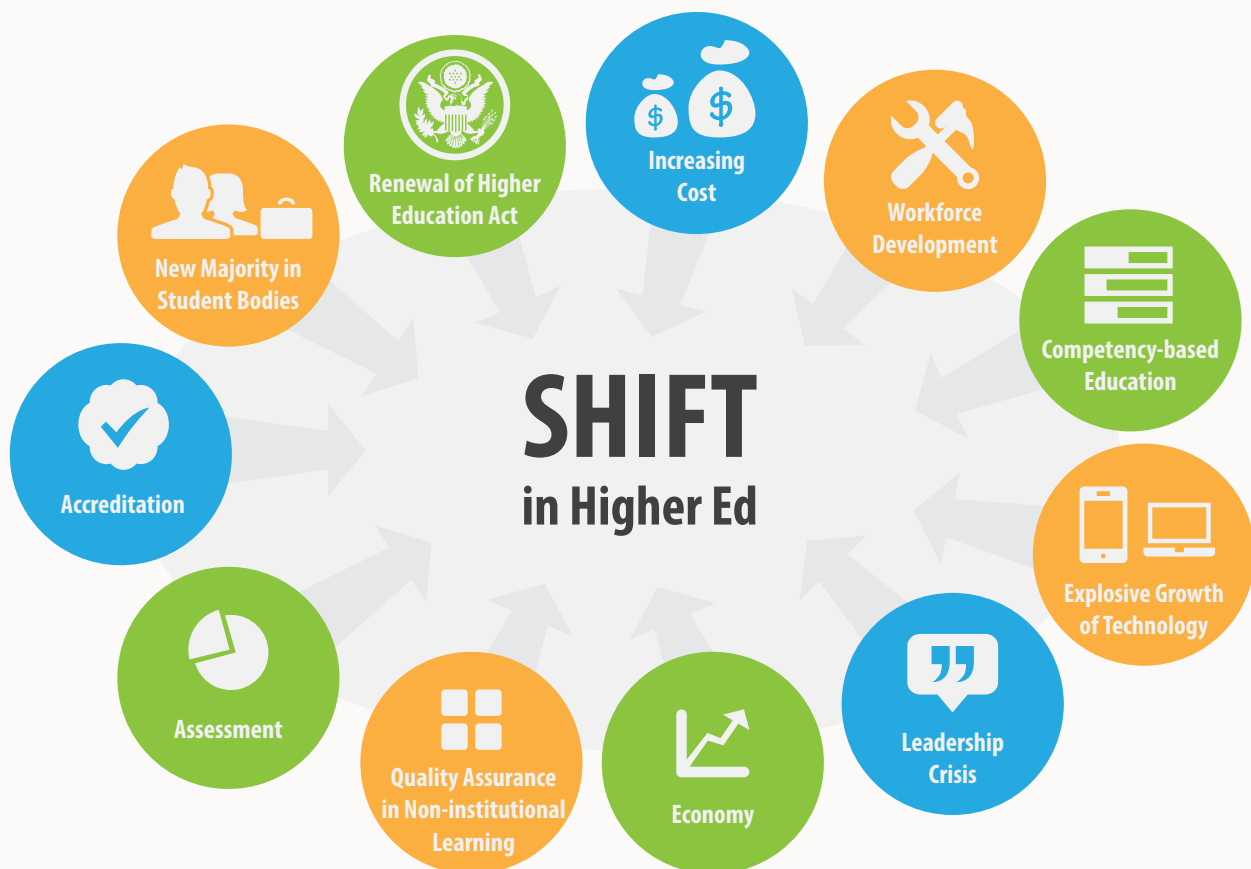 Increasing
Cost
Renewal of Higher
Education Act
Workforce
Development
New Majority in
Student Bodies
Competency-based
Education
SHIFT
in Higher Ed
Accreditation
Explosive Growth
of Technology
Assessment
Leadership
Crisis
Quality Assurance
in Non-institutional
Learning
Economy
$
$